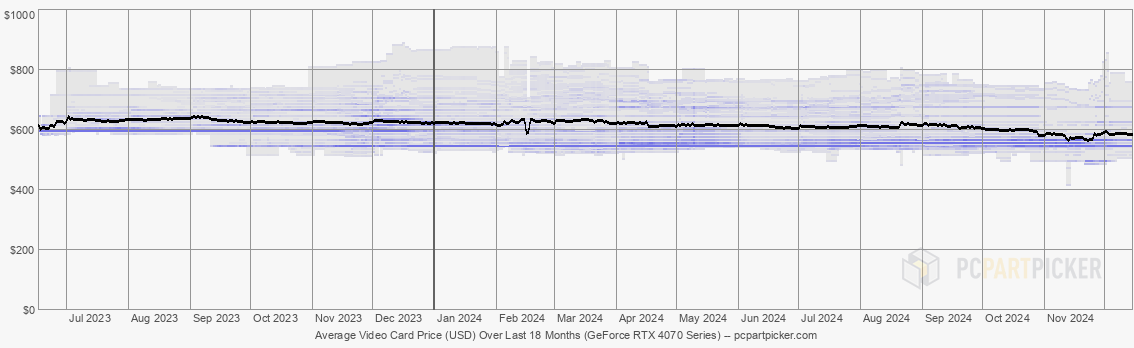 $1000
$800
$600
$400
$200
$0
PCPARTPICKER
Jul 2023 Aug 2023 Sep 2023 Oct 2023 Nov 2023 Dec 2023 Jan 2024 Feb 2024 Mar 2024 Apr 2024 May 2024 Jun 2024 Jul 2024 Aug 2024 Sep 2024 Oct 2024 Nov 2024
Average Video Card Price (USD) Over Last 18 Months (GeForce RTX 4070 Series) -- pcpartpicker.com